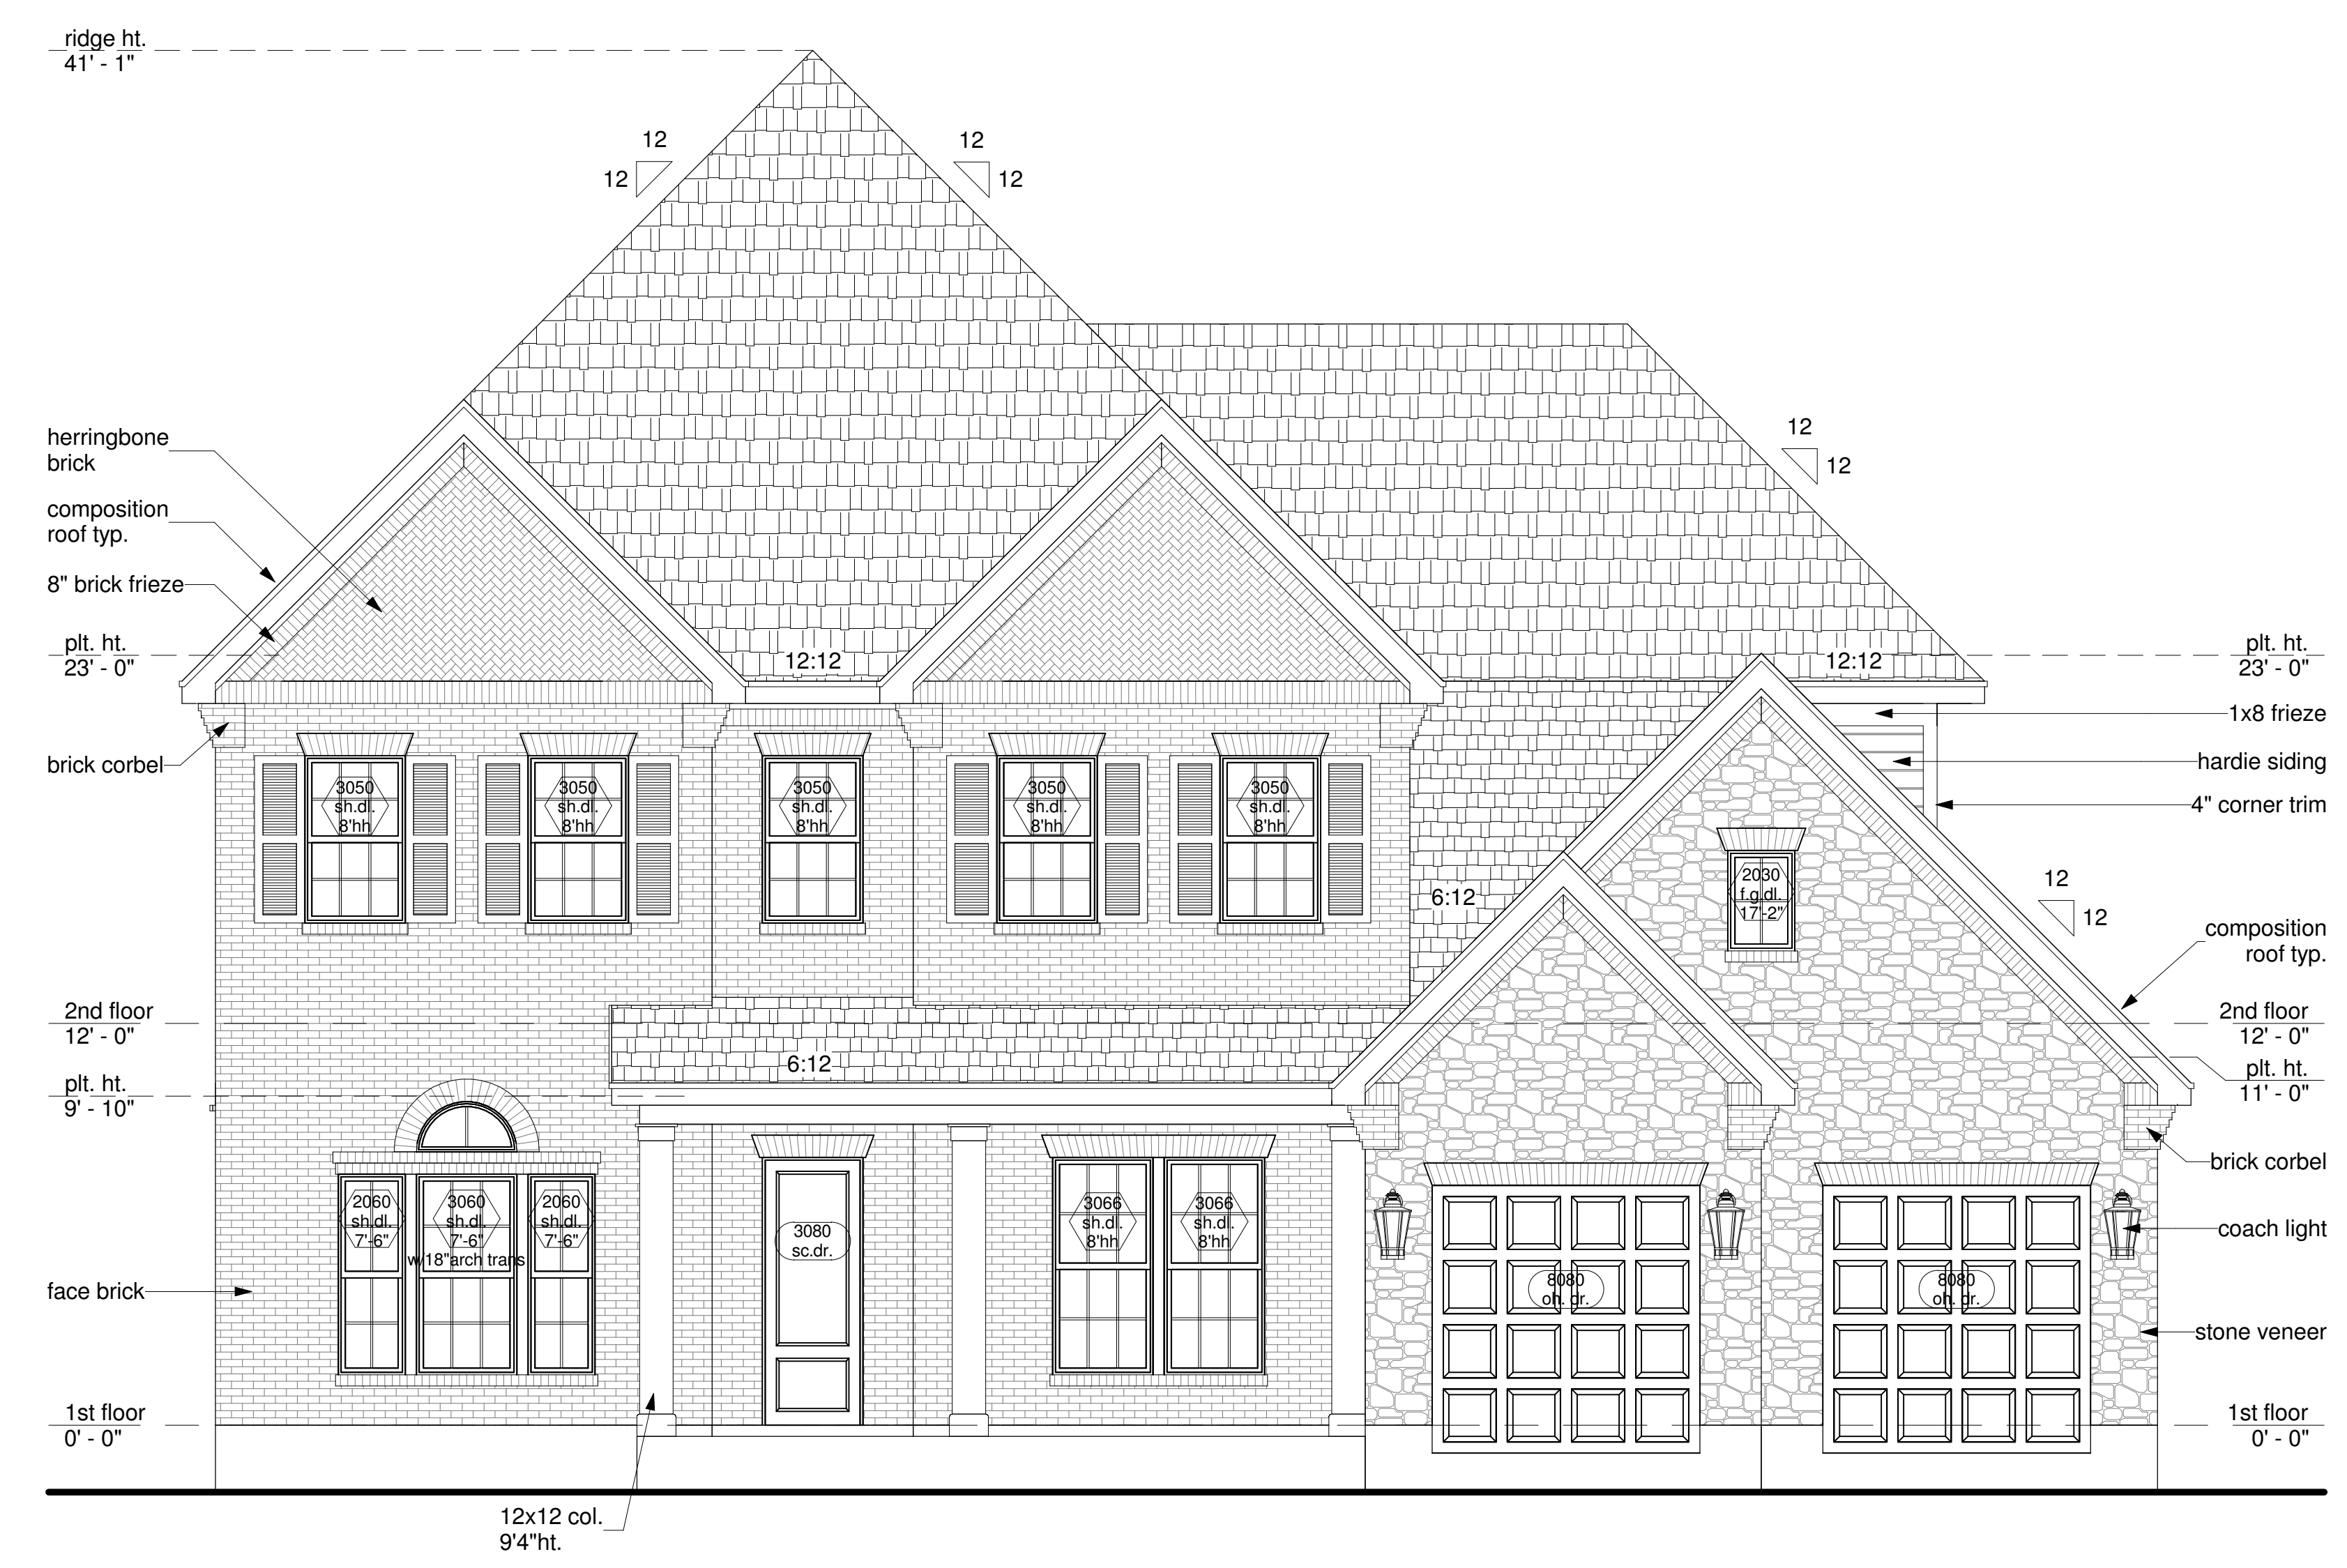 ridge ht.
41' - 1"
12
12
12
12
12
12
herringbone
brick
composition
roof typ.
8" brick frieze
plt. ht.
23' - 0"
brick corbel
12:12
12:12
plt. ht.
23' - 0"
1x8 frieze
hardie siding
4" corner trim
3050
sh.dl.
8'hh
3050
sh.dl.
8'hh
3050
sh.dl.
8'hh
3050
sh.dl.
8'hh
3050
sh.dl.
8'hh
6:12
2030
f.g.dl.
17'-2"
12
12
composition
roof typ.
2nd floor
12' - 0"
2nd floor
12' - 0"
6:12
plt. ht.
9' - 10"
plt. ht.
11' - 0"
brick corbel
2060
sh.dl.
7'-6"
3060
sh.dl.
7'-6"
w/18"arch trans
2060
sh.dl.
7'-6"
3080
sc.dr.
3066
sh.dl.
8'hh
3066
sh.dl.
8'hh
8080
oh. dr.
8080
oh. dr.
coach light
face brick
stone veneer
1st floor
0' - 0"
1st floor
0' - 0"
12x12 col.
9'4"ht.